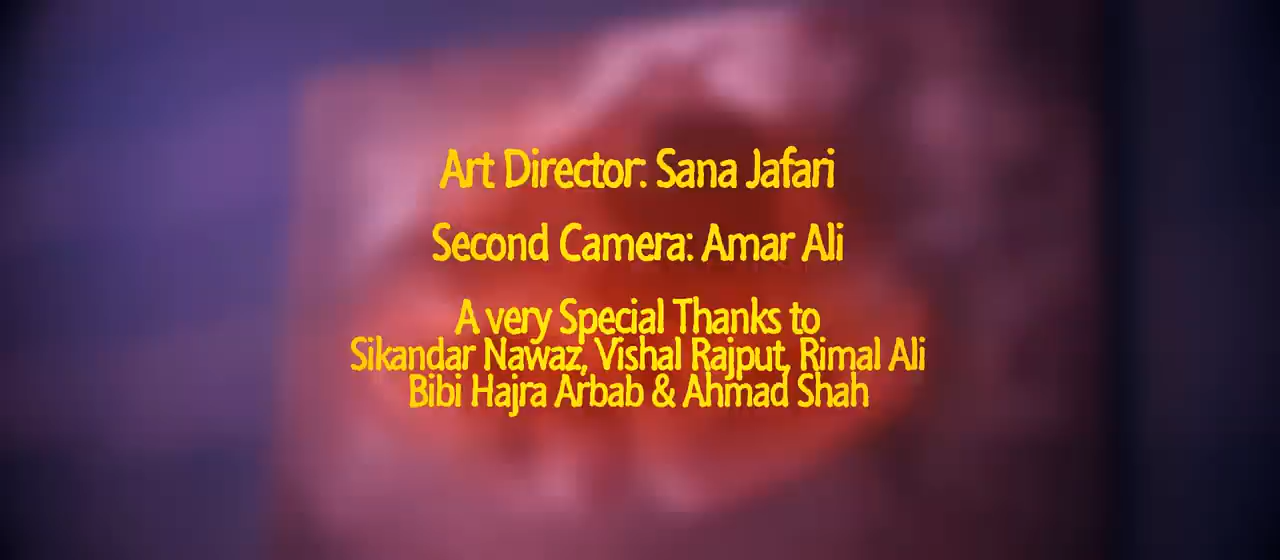 Art Director: Sana Jafari
Second Camera: Amar Ali
A very Special Thanks to
Sikandar Nawaz, Vishal Rajput, Rimal Ali
Bibi Hajra Arbab & Ahmad Shah